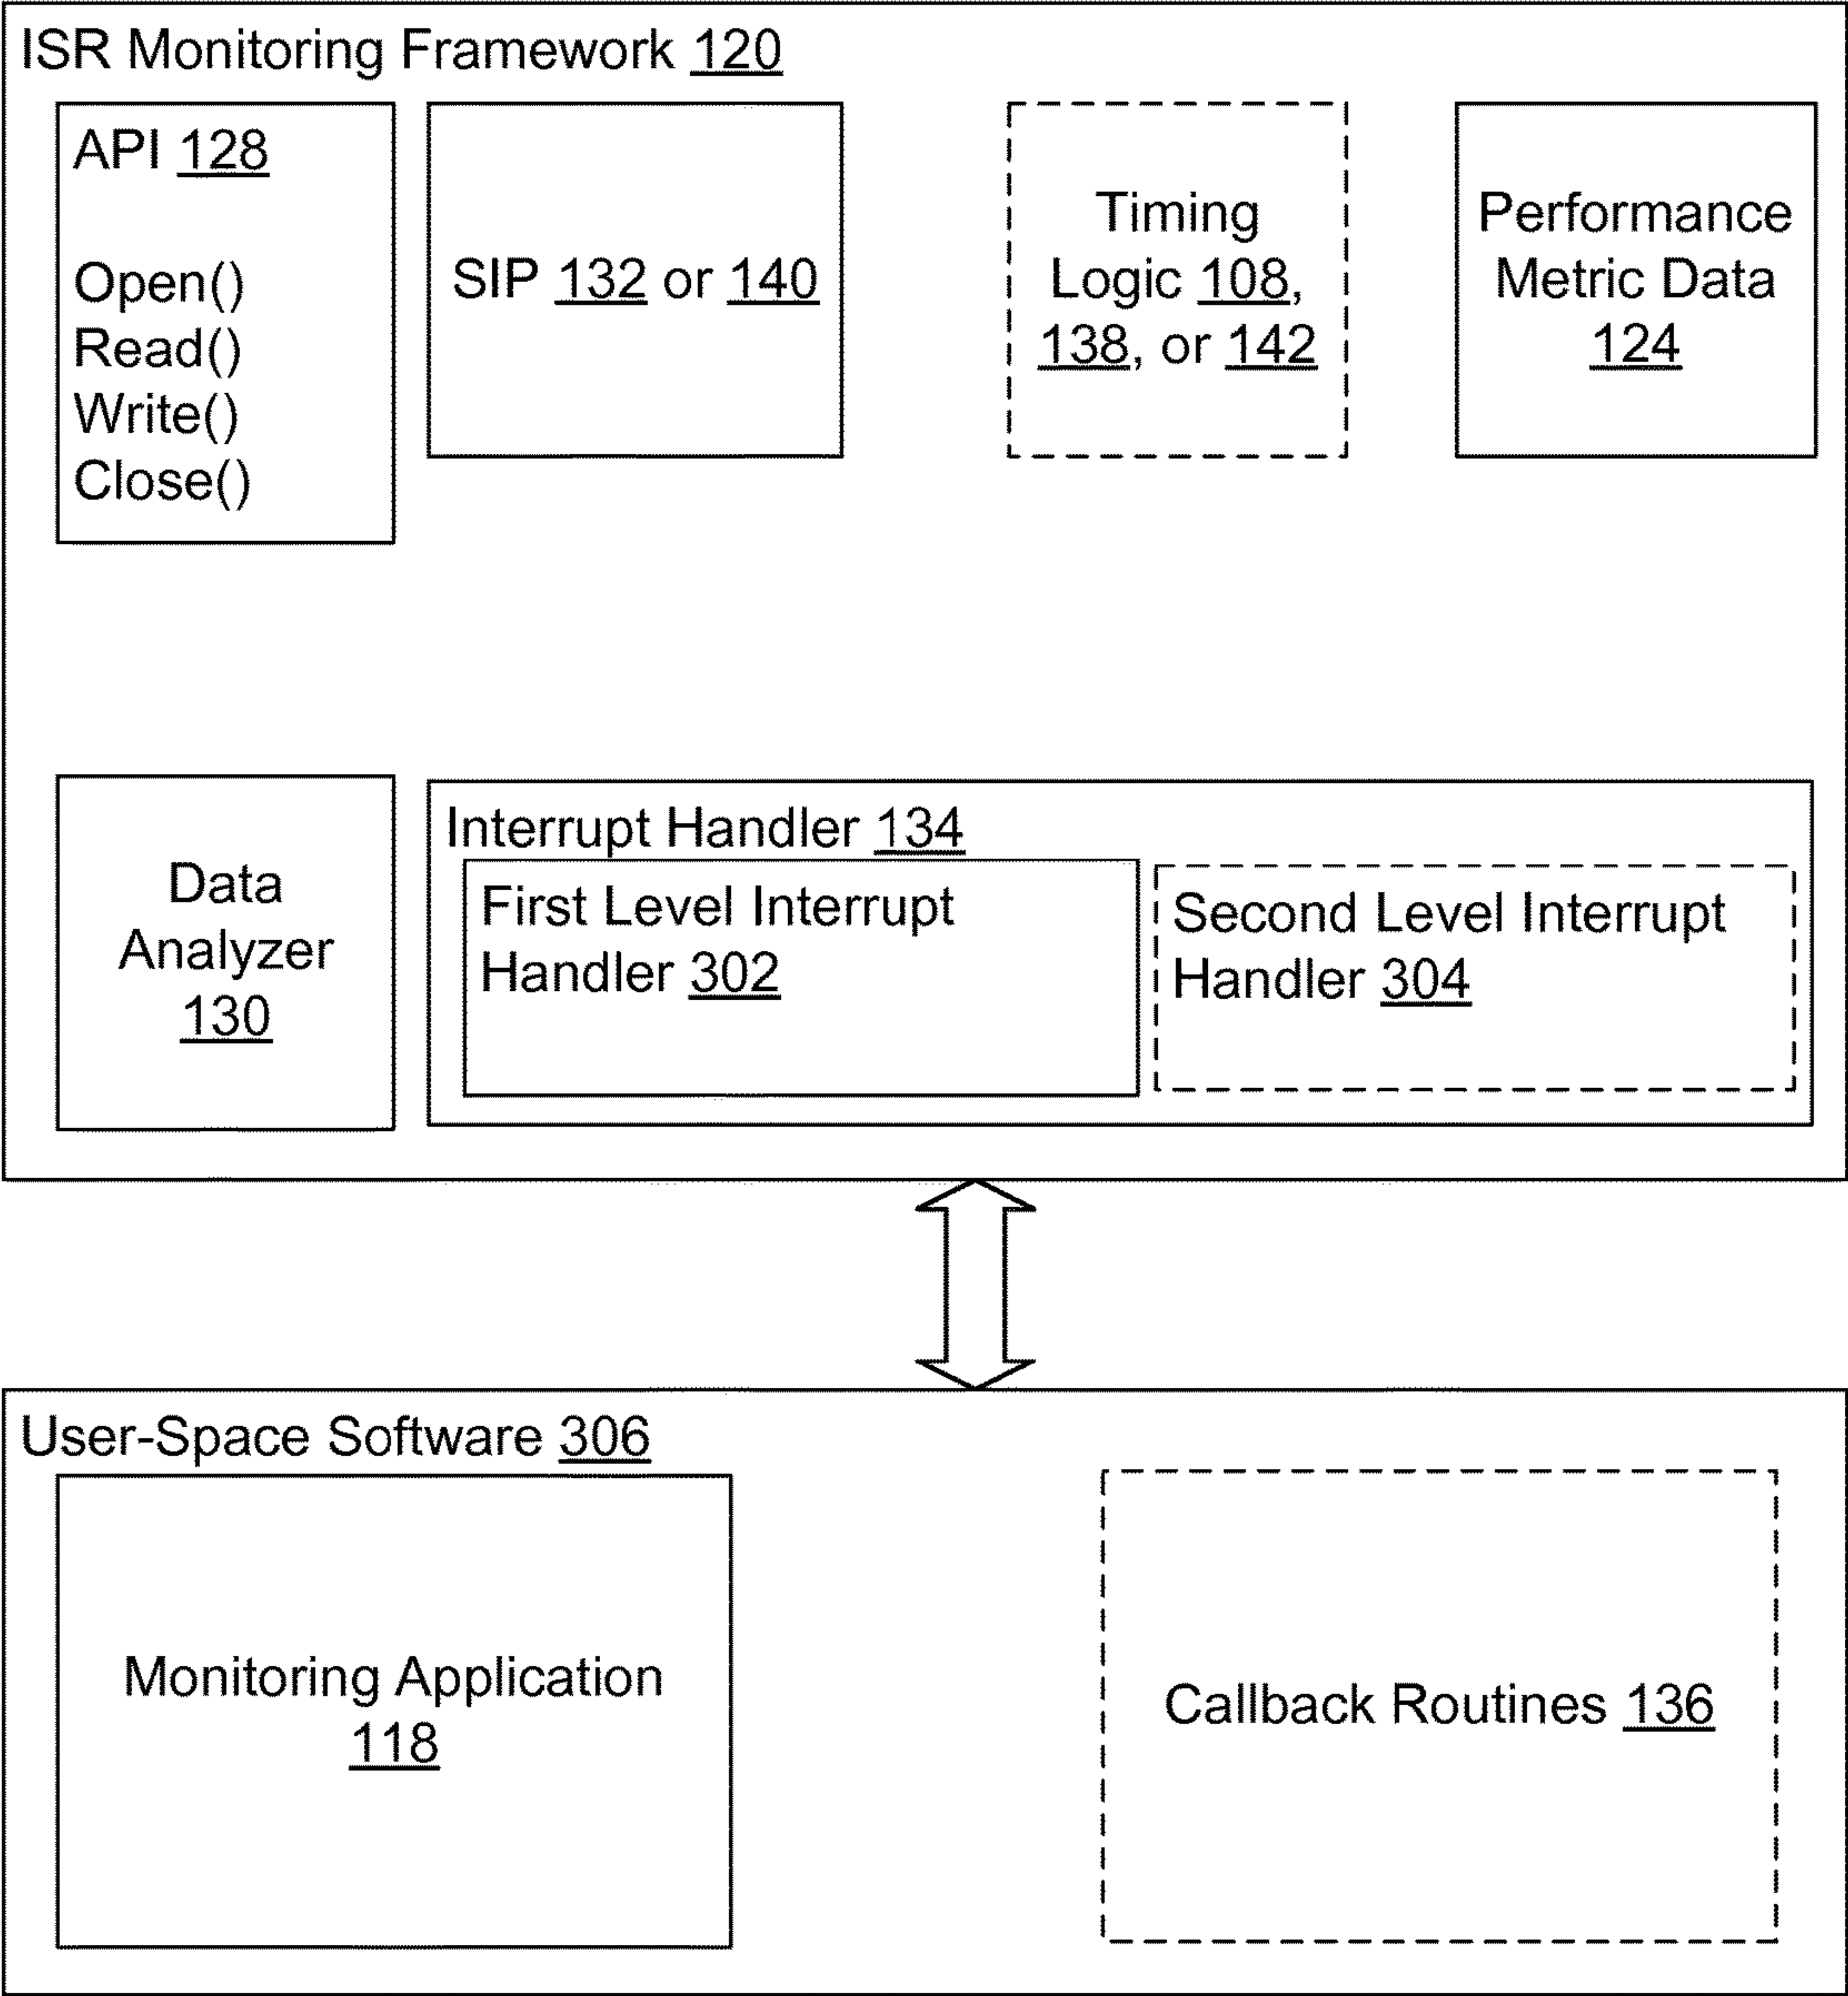 ISR Monitoring Framework 120
API 128
Open()
Read()
Write()
Close()
SIP 132 or 140
Timing
Logic 108,
138, or 142
Performance
Metric Data
124
Data
Analyzer
130
Interrupt Handler 134
First Level Interrupt
Handler 302
Second Level Interrupt
Handler 304
User-Space Software 306
Monitoring Application
118
Callback Routines 136